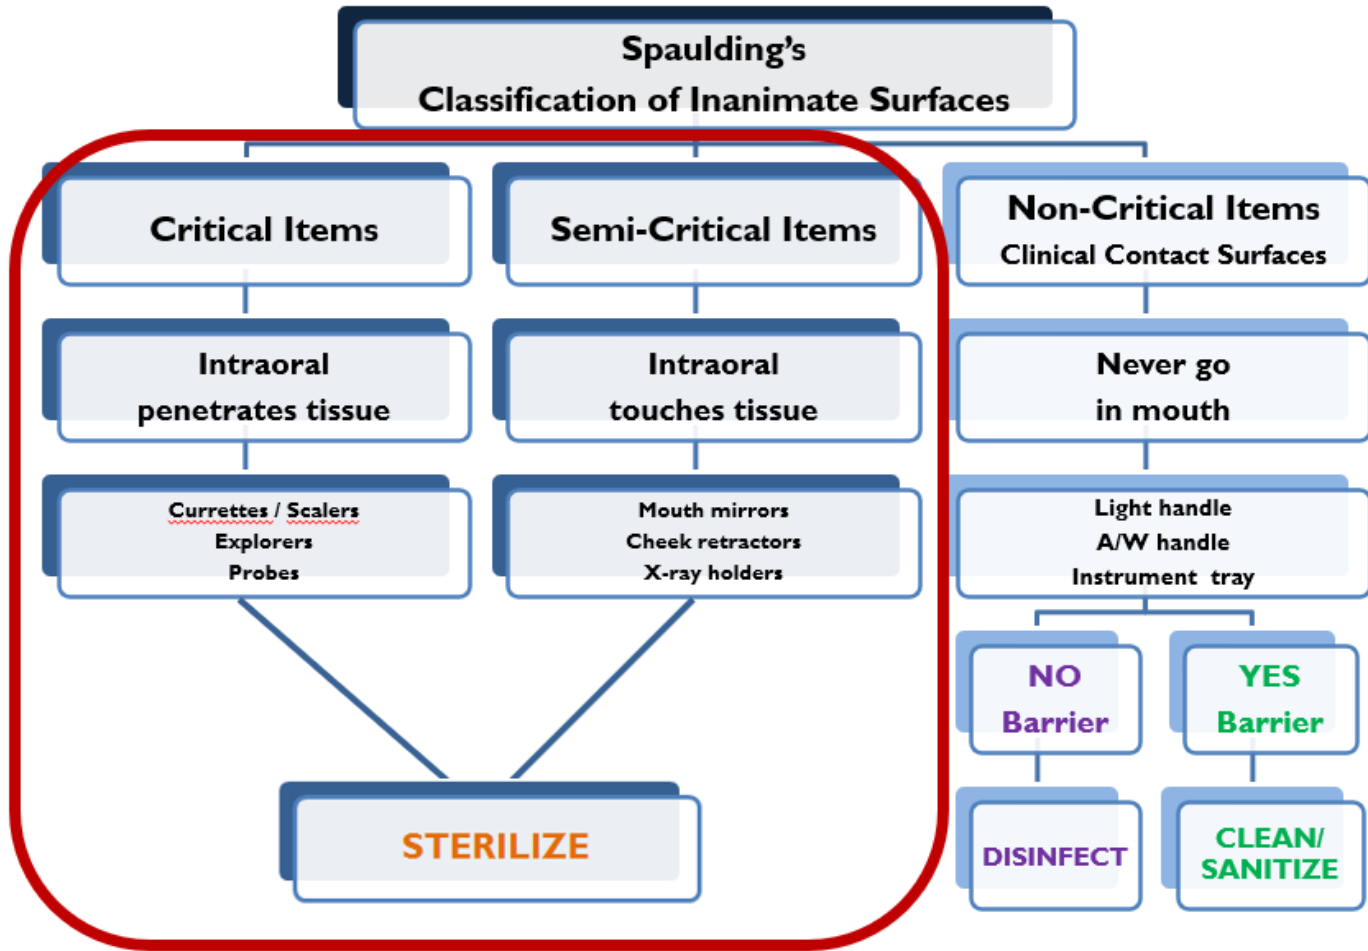 Spaulding's
Classification of Inanimate Surfaces
Critical Items
Intraoral
penetrates tissue
Currettes / Scalers
Explorers
Probes
Semi-Critical Items
Intraoral
touches tissue
Mouth mirrors
Cheek retractors
X-ray holders
STERILIZE
Non-Critical Items
Clinical Contact Surfaces
Never go
in mouth
Light handle
A/W handle
Instrument tray
NO
Barrier
DISINFECT
YES
Barrier
CLEAN/
SANITIZE